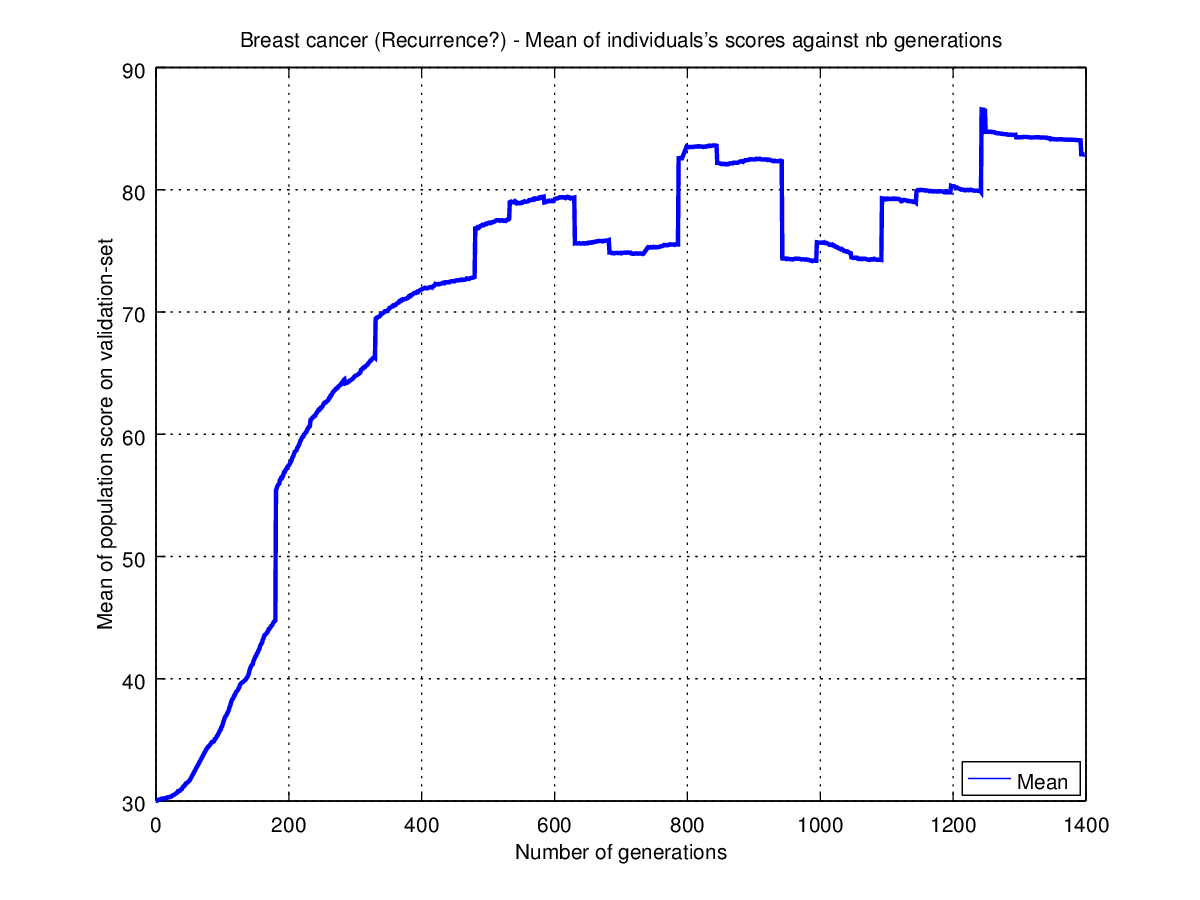 Breast cancer (Recurrence?) - Mean of individuals's scores against nb generations
90
80
70
60
50
40
30
Mean of population score on validation-set
0 200 400 600 800 1000 1200 1400
Number of generations
Mean